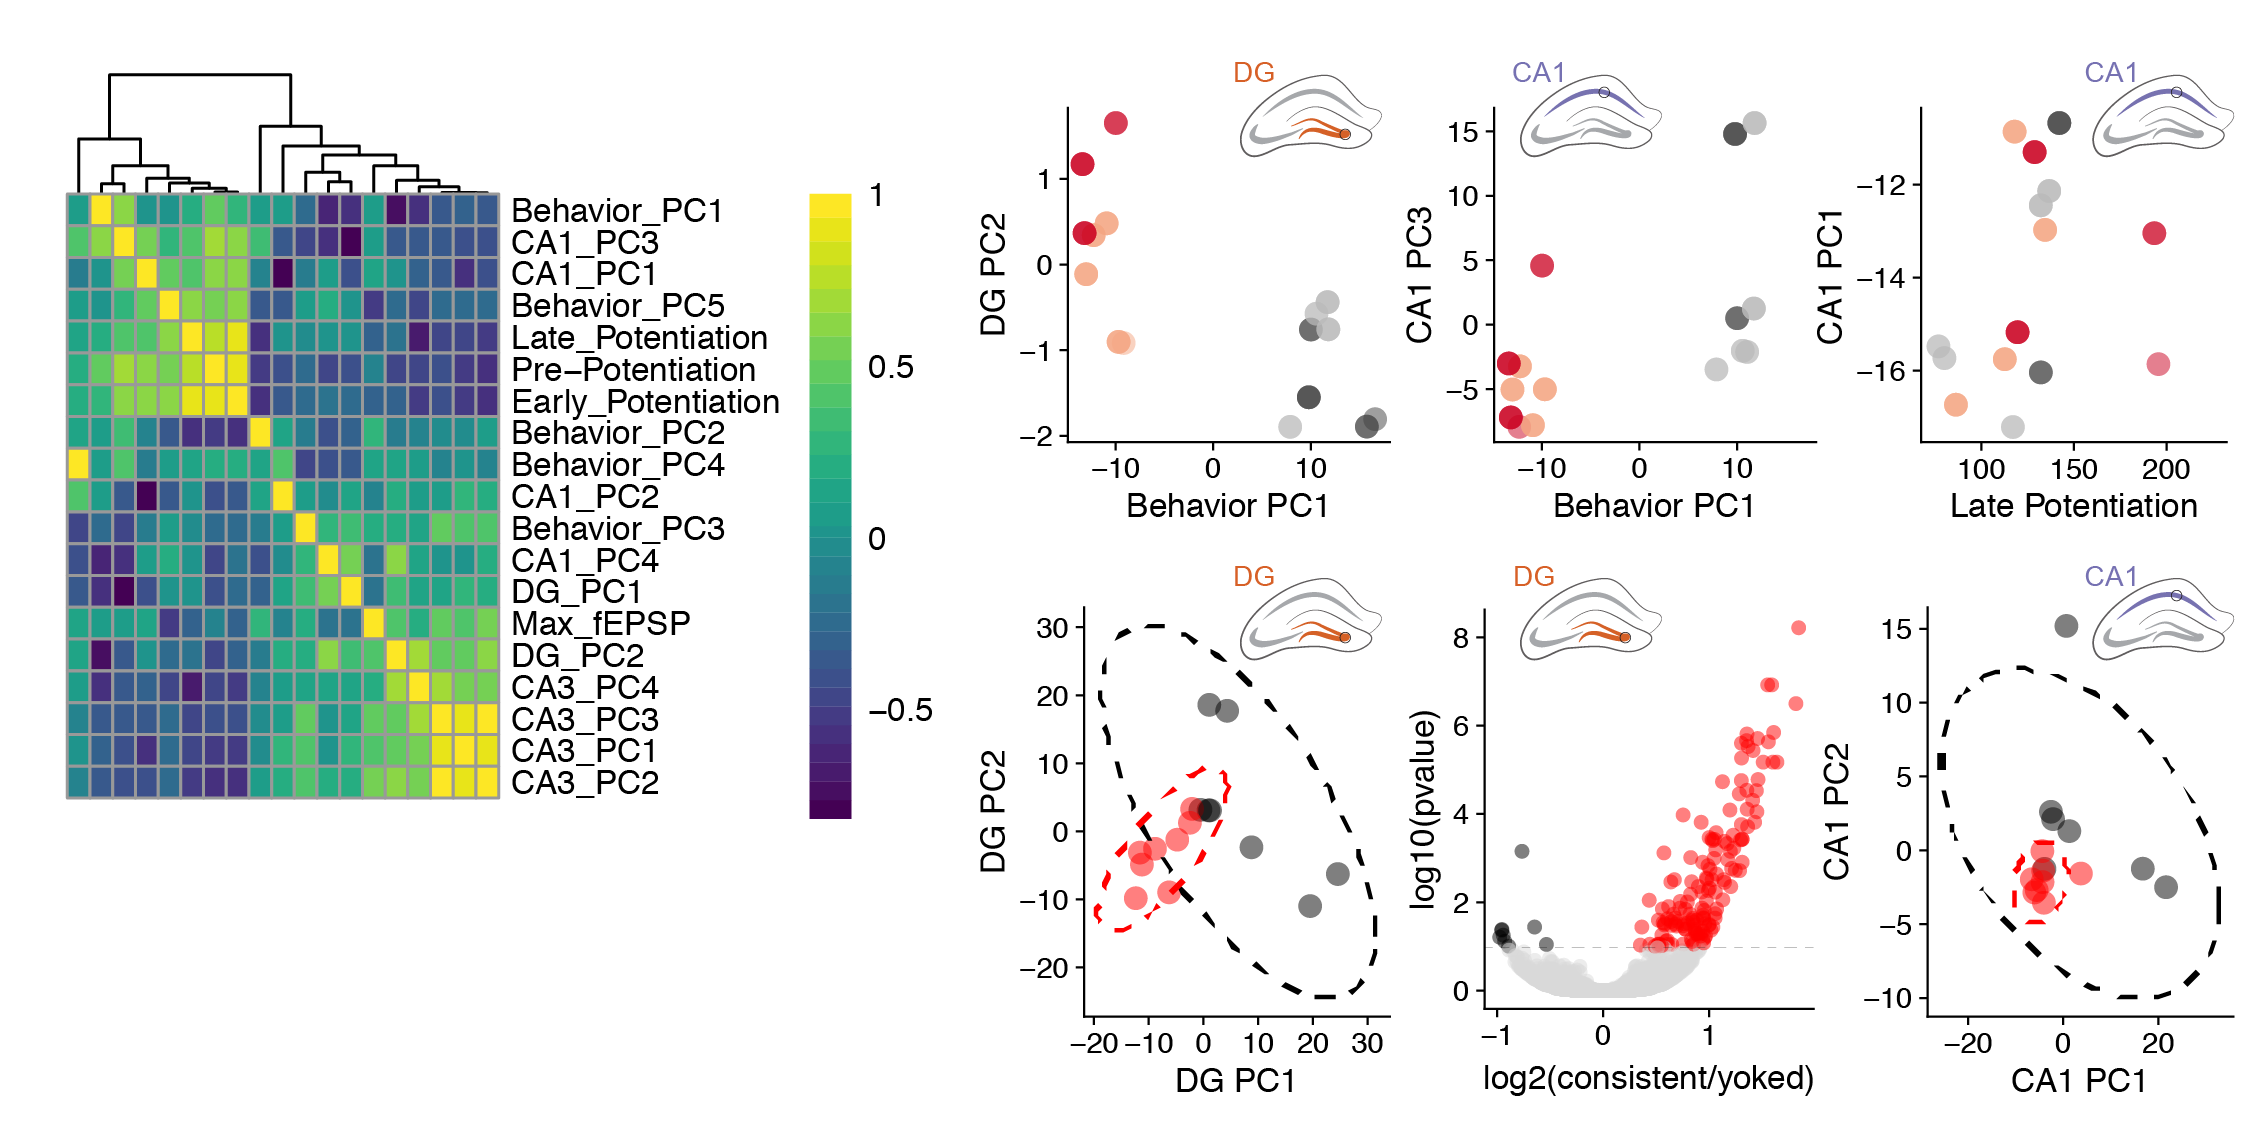 Behavior_PC1
CA1_PC3
CA1_PC1
Behavior_PC5
Late_Potentiation
Pre−Potentiation
Early_Potentiation
Behavior_PC2
Behavior_PC4
CA1_PC2
Behavior_PC3
CA1_PC4
DG_PC1
Max_fEPSP
DG_PC2
CA3_PC4
CA3_PC3
CA3_PC1
CA3_PC2
1
0.5
0
−0.5
DG
DG PC2
1
0
−1
−2
−10 0 10
Behavior PC1
CA1
CA1 PC3
15
10
5
0
−5
−10 0 10
Behavior PC1
CA1
CA1 PC1
−12
−14
−16
100 150 200
Late Potentiation
DG
DG PC2
30
20
10
0
−10
−20
−20 −10 0 10 20 30
DG PC1
DG
log10(pvalue)
8
6
4
2
0
−1 0 1
log2(consistent/yoked)
CA1
CA1 PC2
15
10
5
0
−5
−10
−20 0 20
CA1 PC1